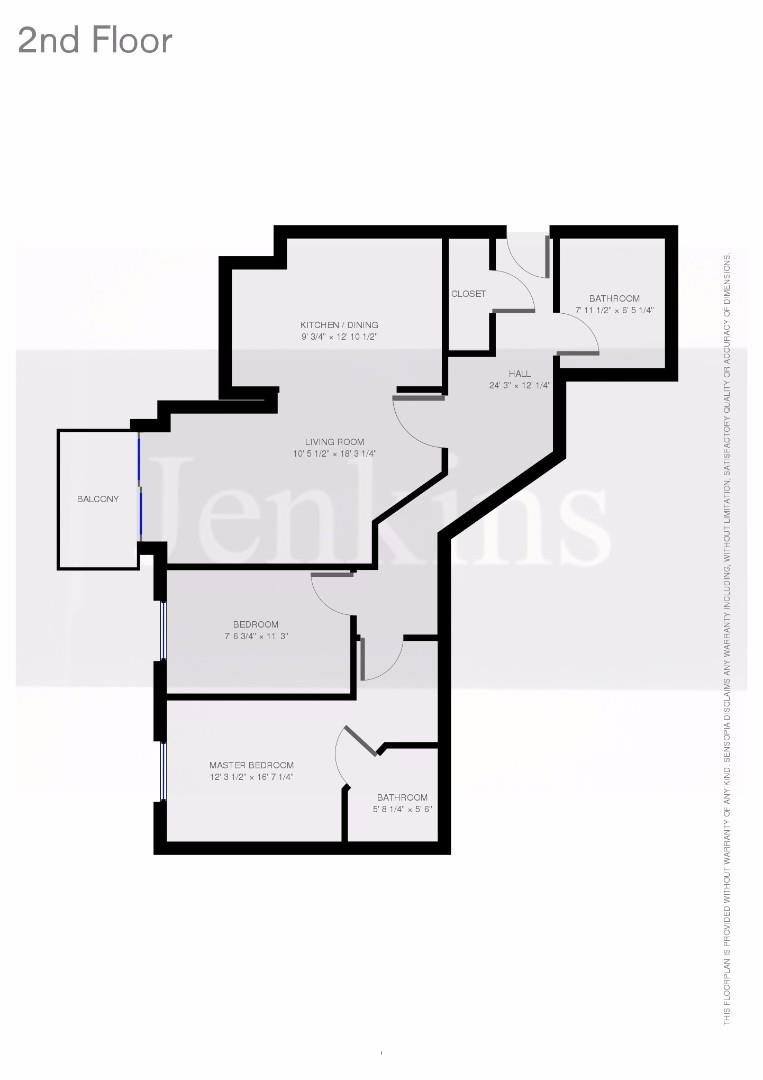 2nd Floor
KITCHEN / DINING
9' 3/4" × 12' 10 1/2"
CLOSET
BATHROOM
7' 11 1/2" × 6' 5 1/4"
HALL
24' 3" × 12' 1/4"
LIVING ROOM
10' 5 1/2" × 18' 3 1/4"
BALCONY
Jenkins
BEDROOM
7' 6 3/4" × 11' 3"
MASTER BEDROOM
12' 3 1/2" × 16' 7 1/4"
BATHROOM
5' 8 1/4" × 5' 6"
THIS FLOORPLAN IS PROVIDED WITHOUT WARRANTY OF ANY KIND. SENSOPIA DISCLAIMS ANY WARRANTY INCLUDING, WITHOUT LIMITATION, SATISFACTORY QUALITY OR ACCURACY OF DIMENSIONS.